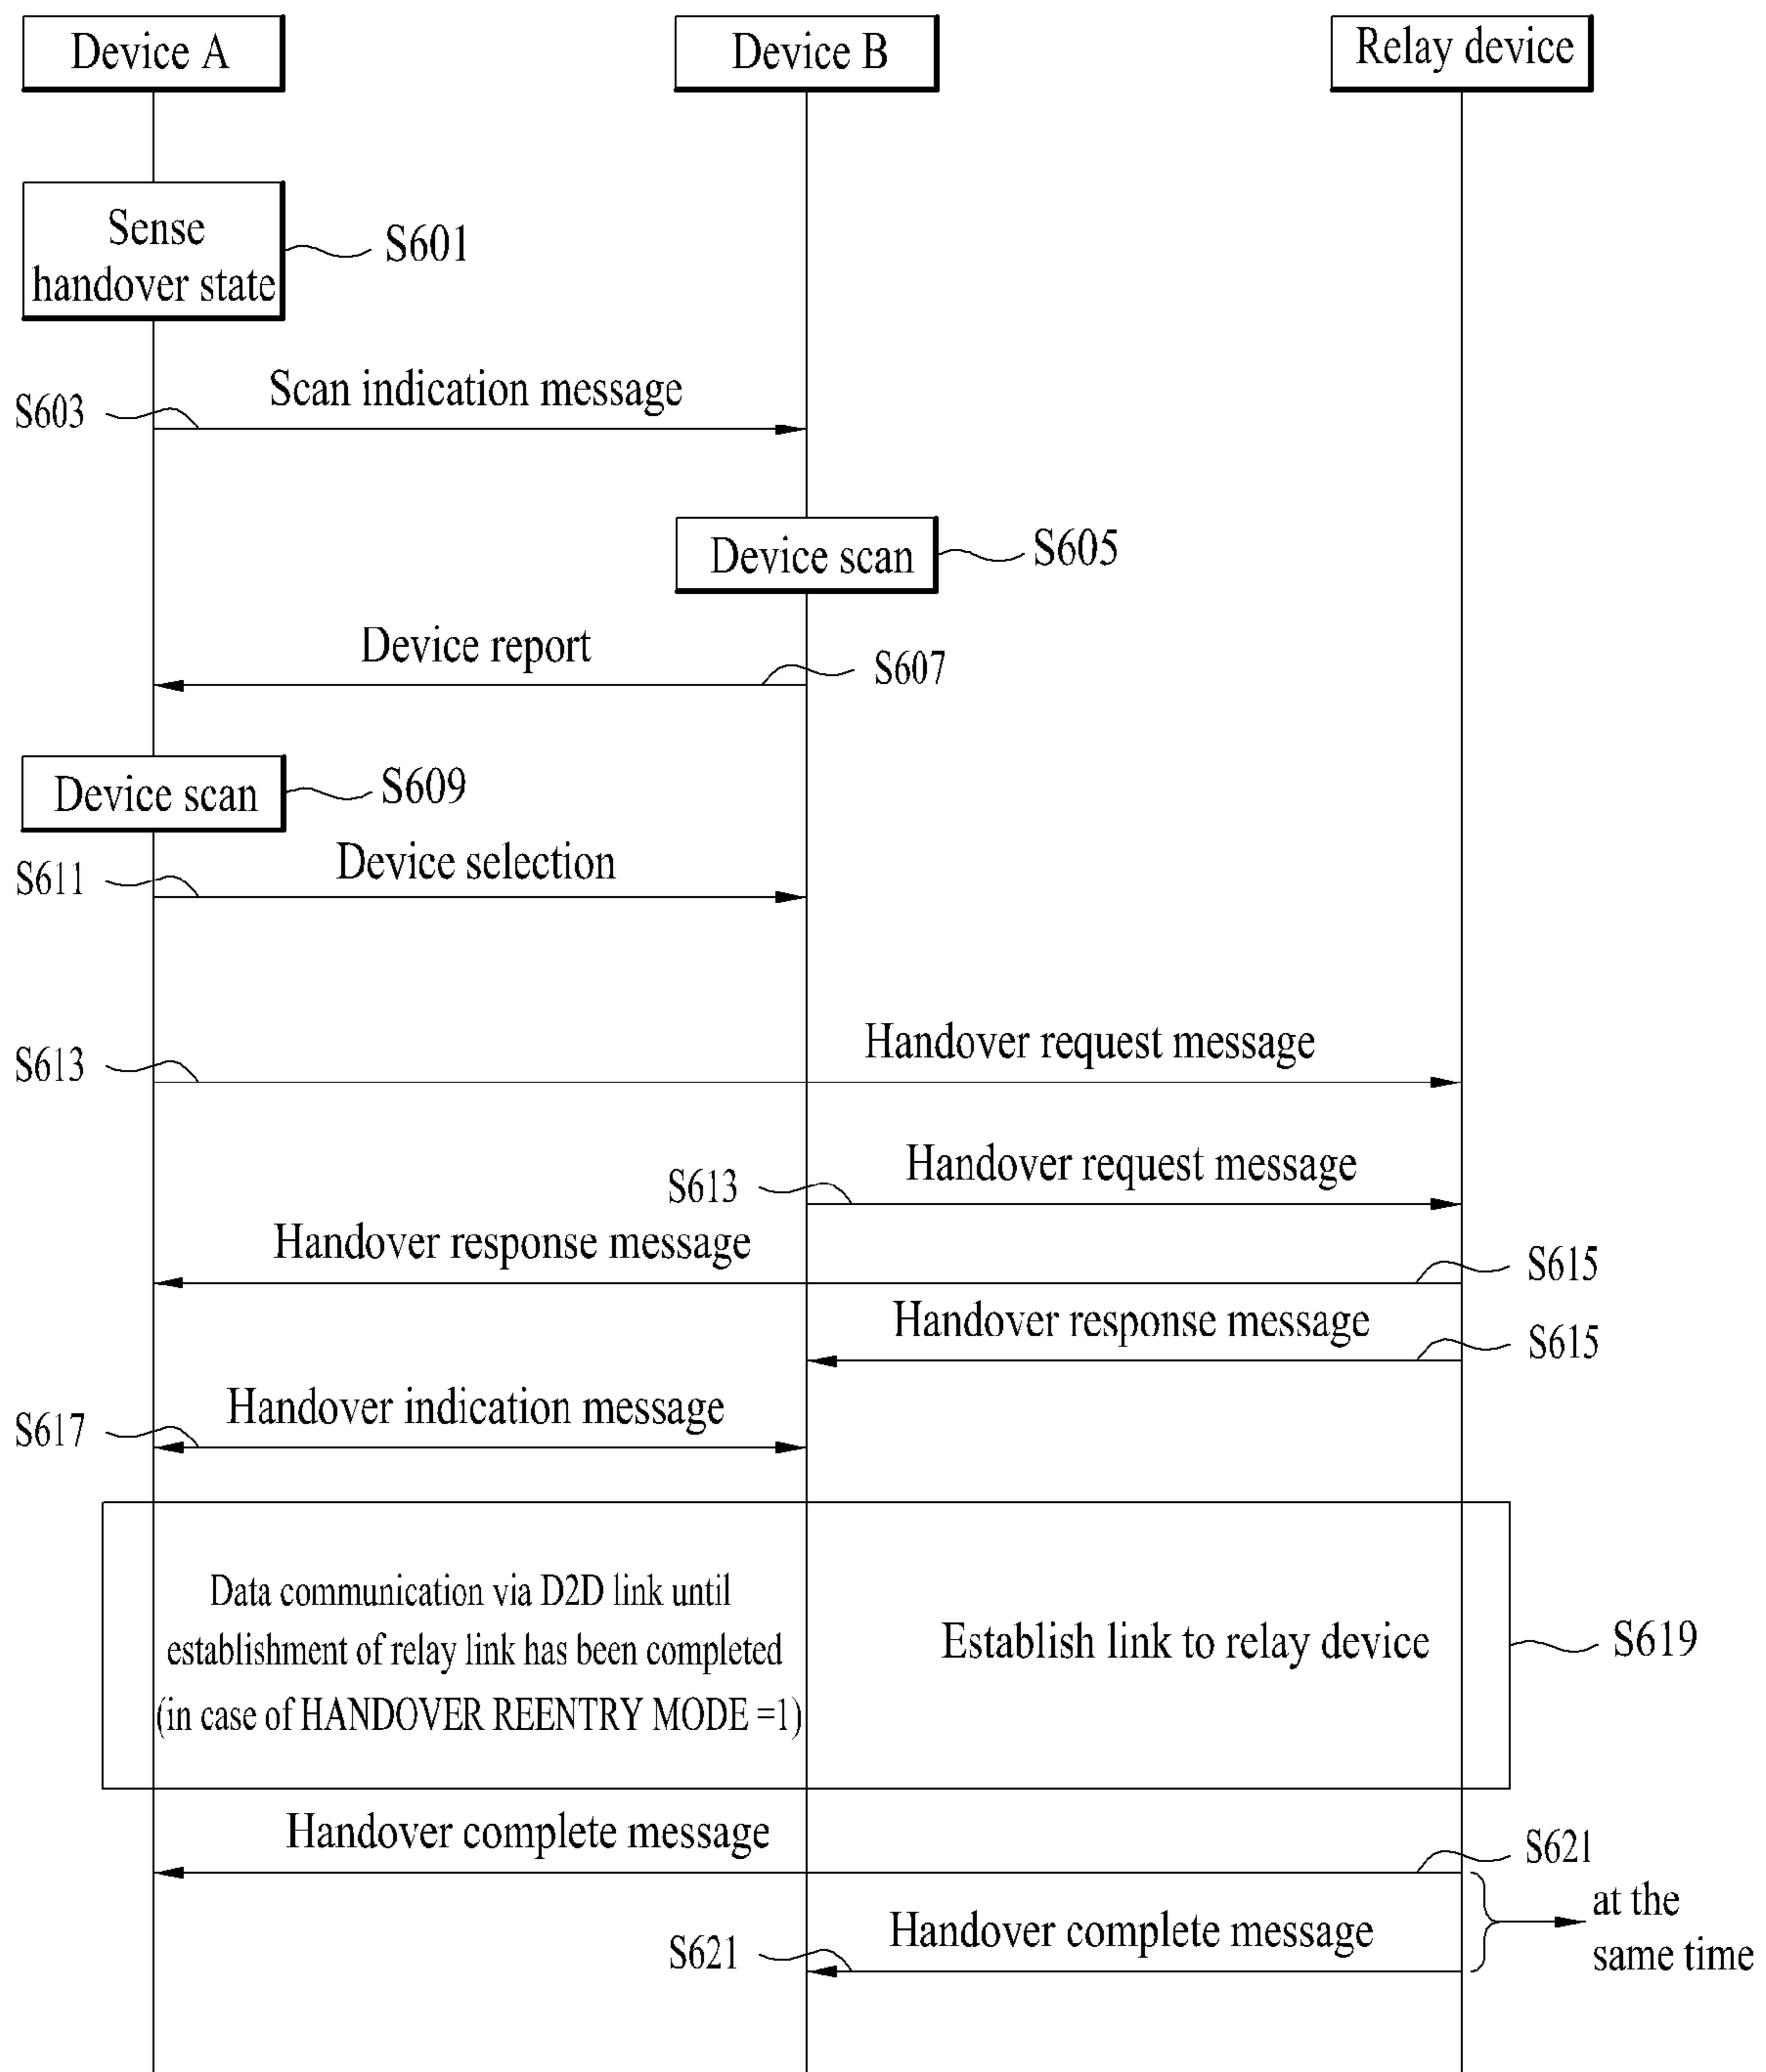 Device A
Device B
Relay device
Sense
handover state
S601
Scan indication message
S603
Device scan
S605
Device report
S607
Device scan
S609
Device selection
S611
Handover request message
S613
Handover request message
S613
Handover response message
S615
Handover response message
S615
Handover indication message
S617
Data communication via D2D link until
establishment of relay link has been completed
(in case of HANDOVER REENTRY MODE =1)
Establish link to relay device
S619
Handover complete message
S621
at the
same time
Handover complete message
S621